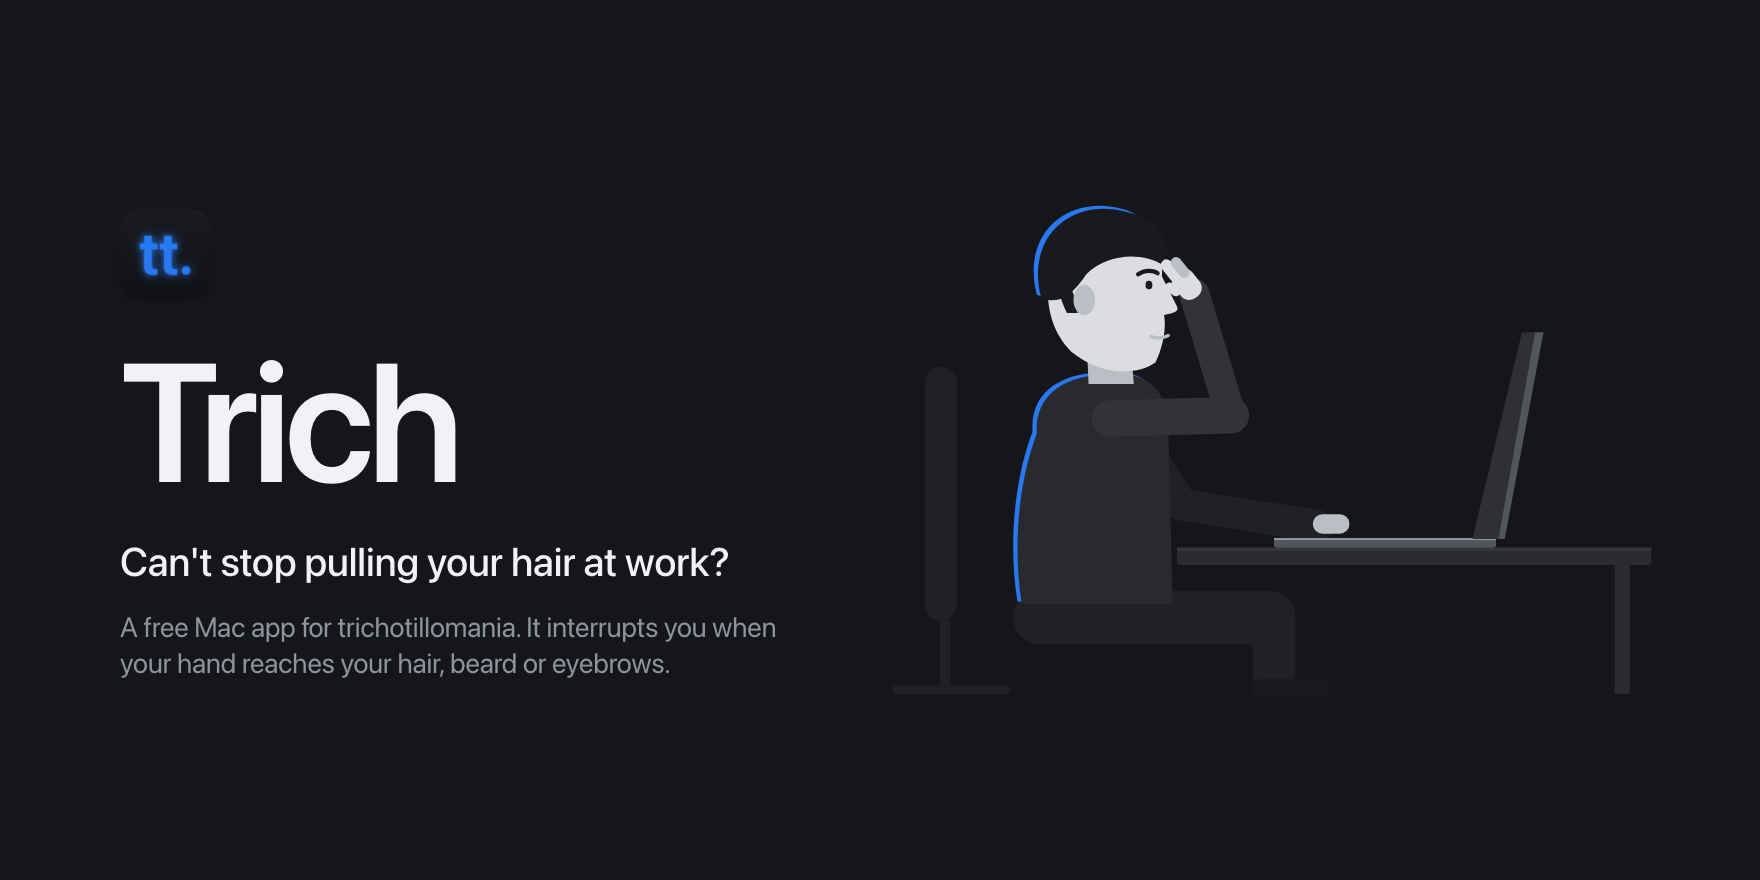 tt.
Trich
Can't stop pulling your hair at work?
A free Mac app for trichotillomania. It interrupts you when
your hand reaches your hair, beard or eyebrows.